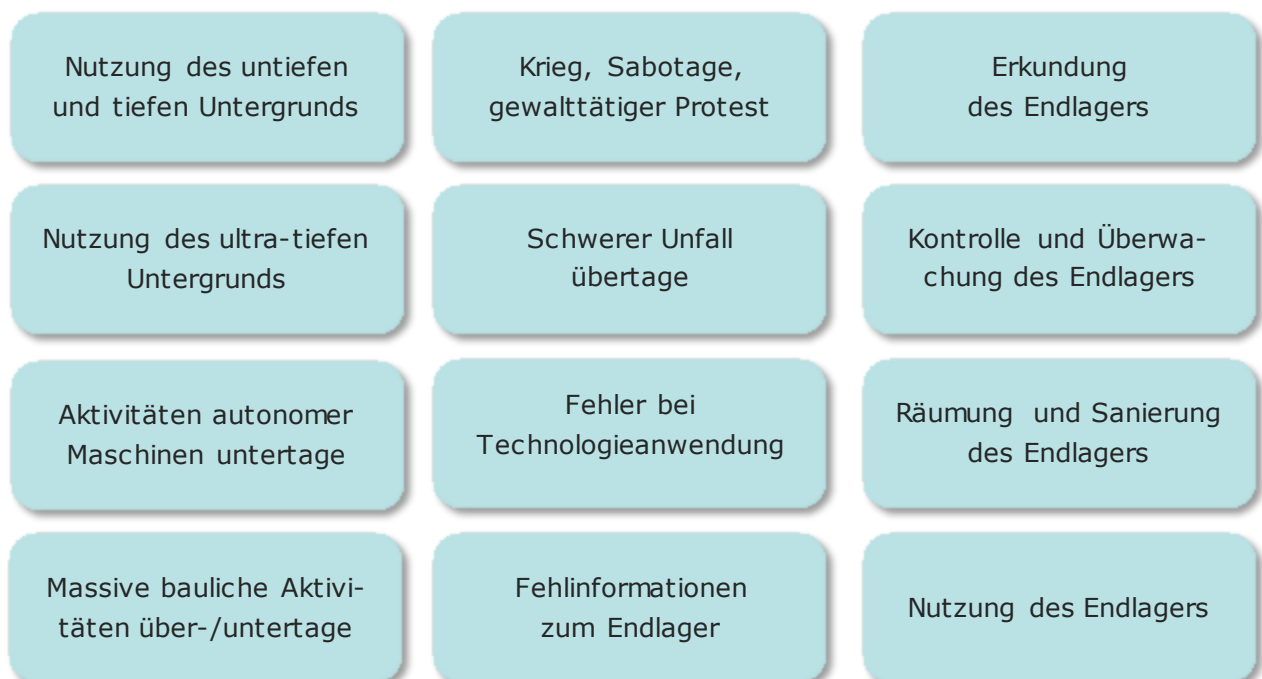 Nutzung des untiefen
und tiefen Untergrunds
Krieg, Sabotage,
gewalttätiger Protest
Erkundung
des Endlagers
Nutzung des ultra-tiefen
Untergrunds
Schwerer Unfall
übertage
Kontrolle und Überwa-
chung des Endlagers
Aktivitäten autonomer
Maschinen untertage
Fehler bei
Technologieanwendung
Räumung und Sanierung
des Endlagers
Massive bauliche Aktivi-
täten über-/untertage
Fehlinformationen
zum Endlager
Nutzung des Endlagers